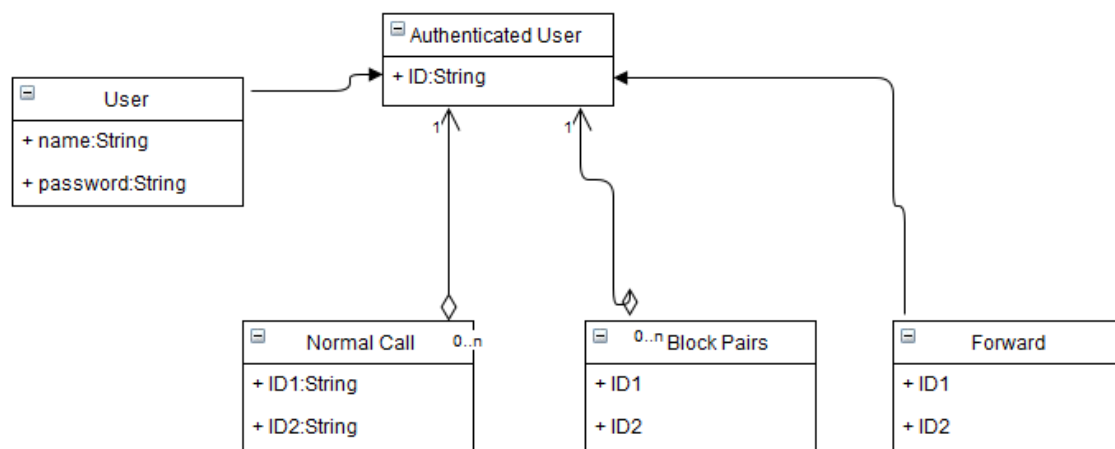 Authenticated User
+ ID:String
User
+ name:String
+ password:String
1
1
Normal Call
0..n
+ ID1:String
+ ID2:String
0..n
Block Pairs
+ ID1
+ ID2
Forward
+ ID1
+ ID2